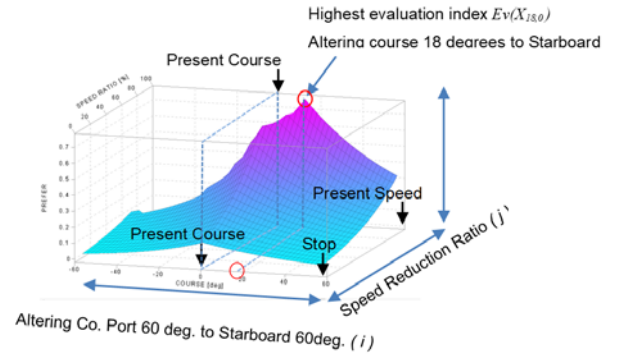 Highest evaluation index Ev(X18,0)
Altering course 18 degrees to Starboard
Present Course
SPEED RATIO [%]
100
80
60
40
20
0
0.7
0.6
0.5
0.4
0.3
0.2
0.1
0
PREFER
Present Speed
Present Course
Stop
-60
-40
-20
0
20
40
60
COURSE [deg]
Speed Reduction Ratio (j)
Altering Co. Port 60 deg. to Starboard 60deg. (i)